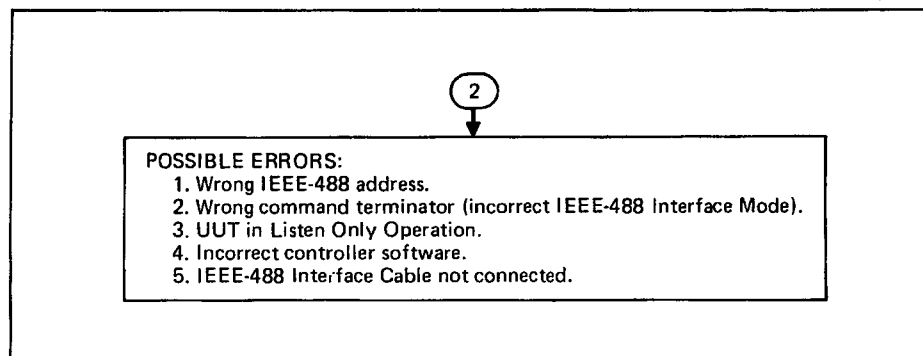 2
POSSIBLE ERRORS:
1. Wrong IEEE-488 address.
2. Wrong command terminator (incorrect IEEE-488 Interface Mode).
3. UUT in Listen Only Operation.
4. Incorrect controller software.
5. IEEE-488 Interface Cable not connected.